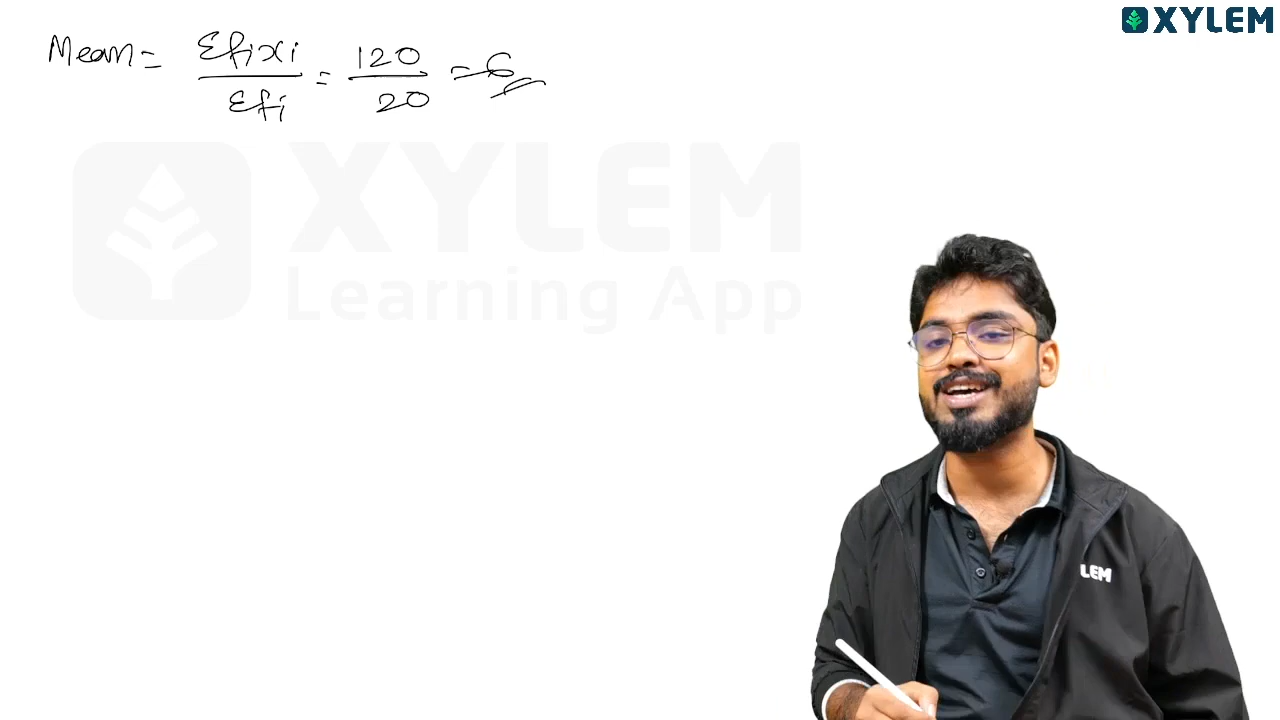 XYLEM
Mean = Σfixi / Σfi = 120 / 20 = 6
XYLEM
Learning App
LEM